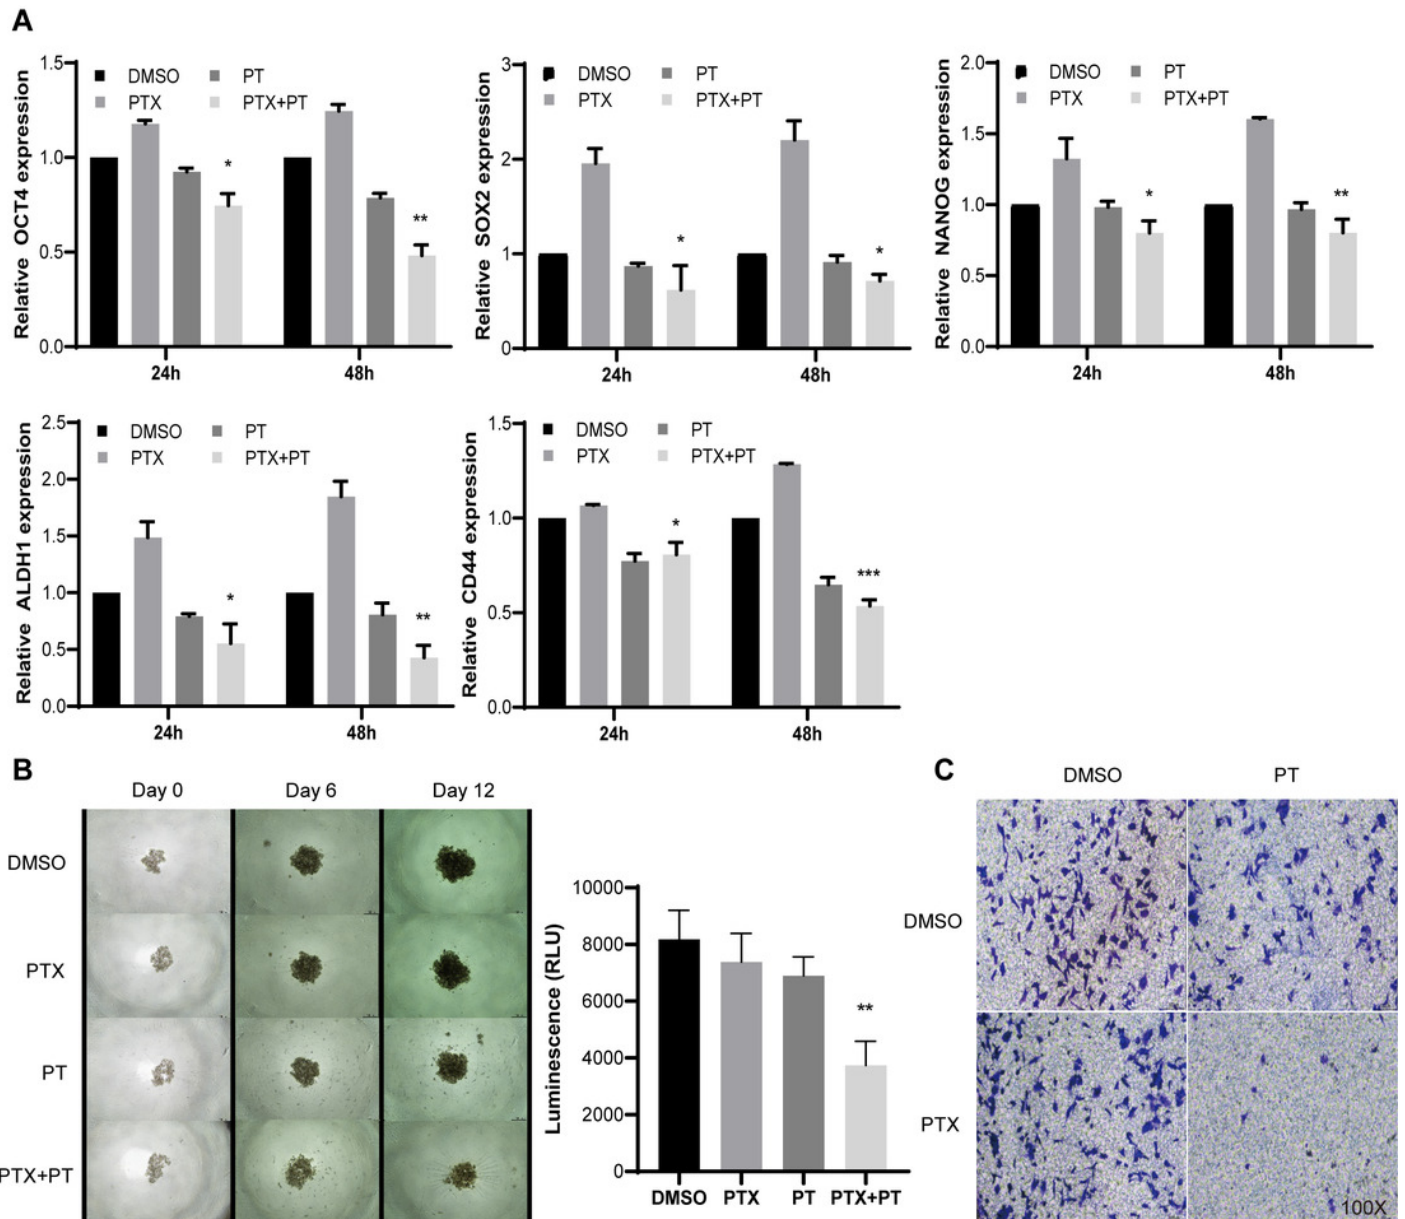 A
Relative OCT4 expression
1.5
1.0
0.5
0.0
DMSO PT
PTX PTX+PT
*
**
24h 48h
Relative SOX2 expression
3
2
1
0
DMSO PT
PTX PTX+PT
*
*
24h 48h
Relative NANOG expression
2.0
1.5
1.0
0.5
0.0
DMSO PT
PTX PTX+PT
*
**
24h 48h
Relative ALDH1 expression
2.5
2.0
1.5
1.0
0.5
0.0
DMSO PT
PTX PTX+PT
*
**
24h 48h
Relative CD44 expression
1.5
1.0
0.5
0.0
DMSO PT
PTX PTX+PT
*
***
24h 48h
B
Day 0 Day 6 Day 12
DMSO
PTX
PT
PTX+PT
Luminescence (RLU)
10000
8000
6000
4000
2000
0
**
DMSO PTX PT PTX+PT
C
DMSO PT
DMSO
PTX
100X